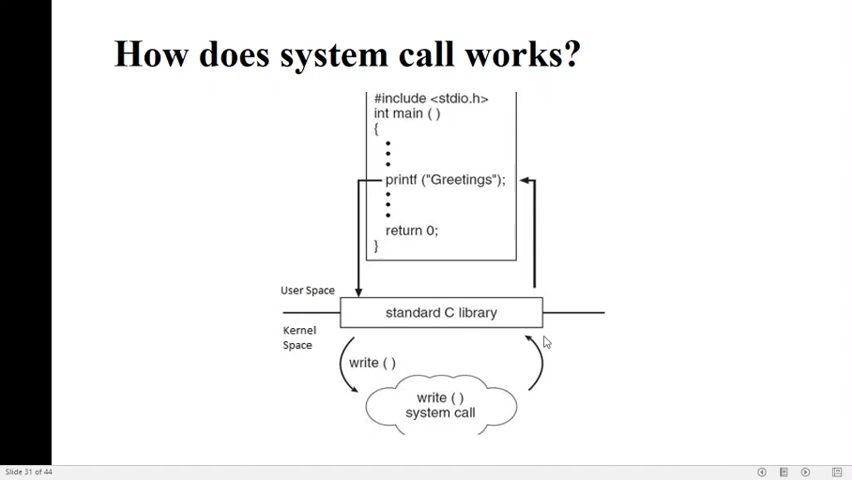 How does system call works?
#include <stdio.h>
int main ( )
{
printf ("Greetings");
return 0;
}
User Space
standard C library
Kernel
Space
write ( )
write ( )
system call
Slide 31 of 44